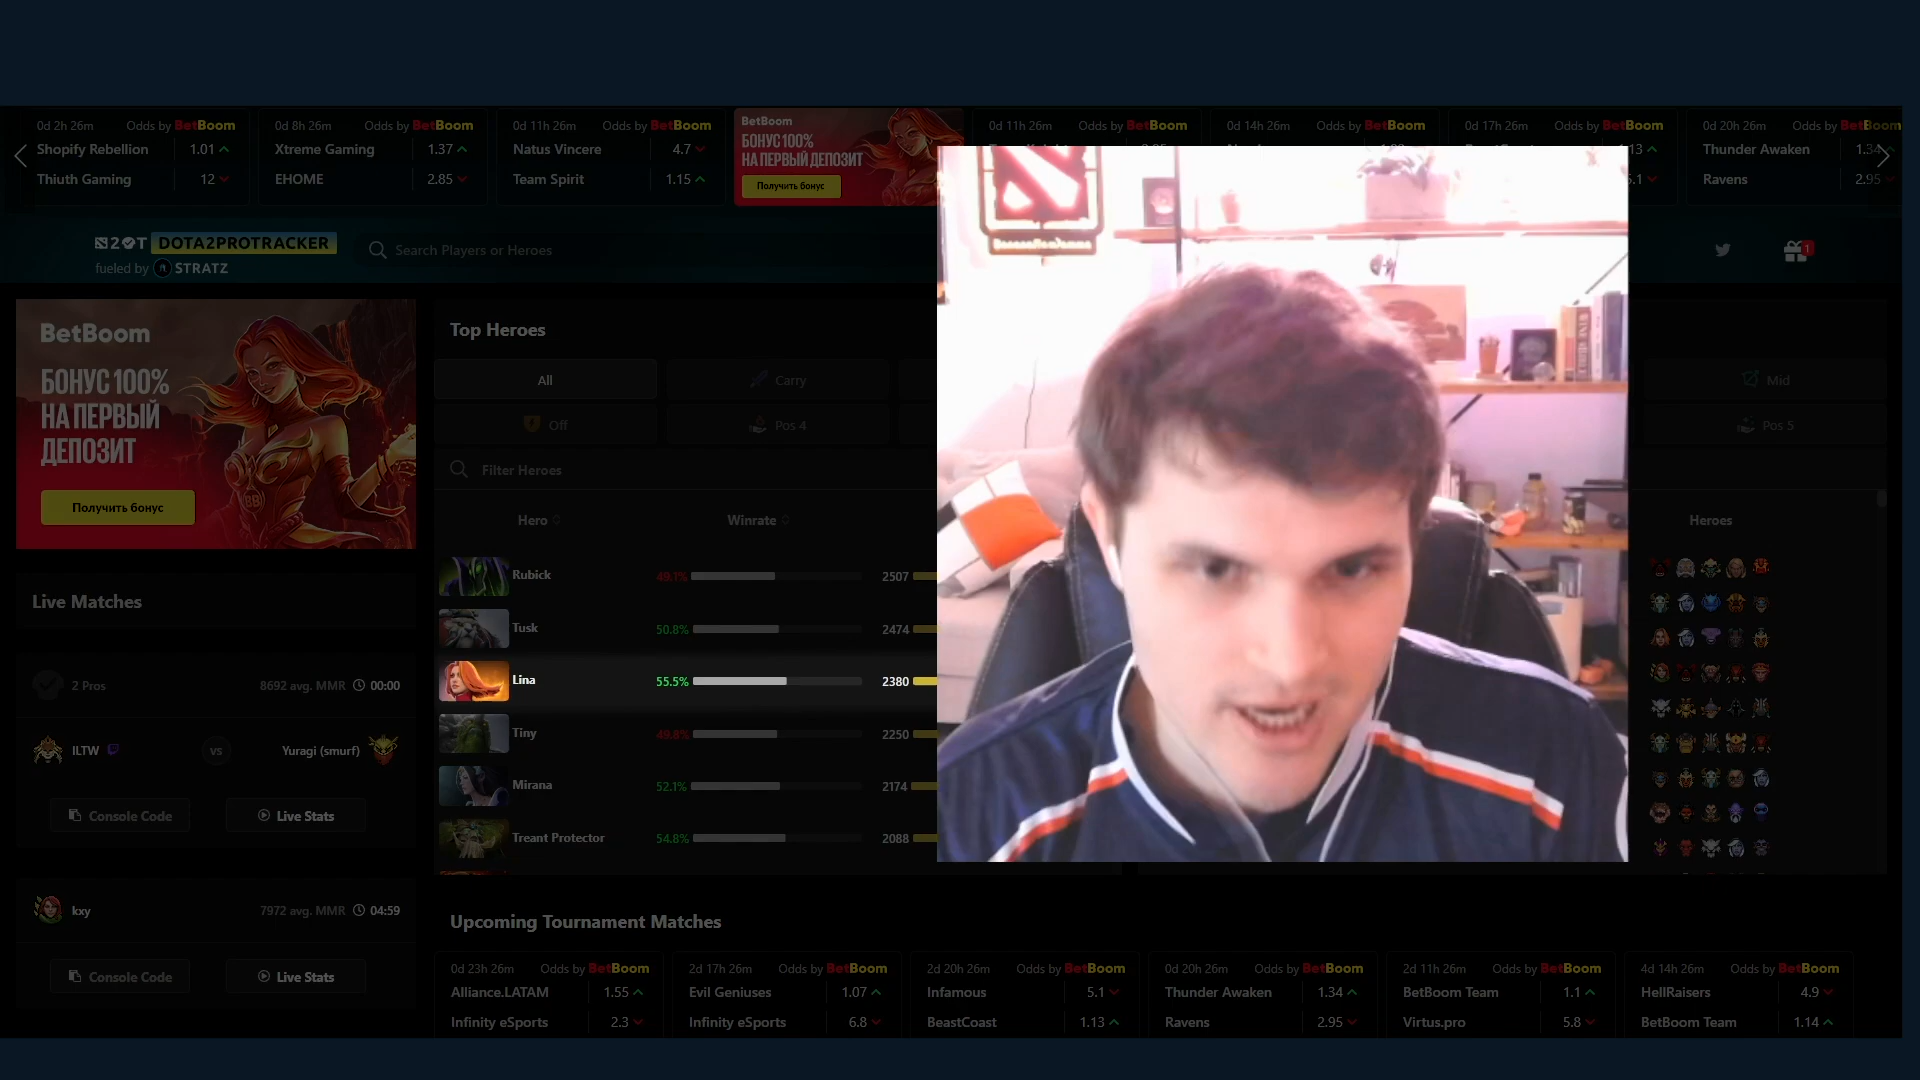 0d 2h 26m Odds by BetBoom
Shopify Rebellion 1.01
Thiuth Gaming 12
0d 8h 26m Odds by BetBoom
Xtreme Gaming 1.37
EHOME 2.85
0d 11h 26m Odds by BetBoom
Natus Vincere 4.7
Team Spirit 1.15
BetBoom
БОНУС 100%
НА ПЕРВЫЙ ДЕПОЗИТ
Получить бонус
0d 11h 26m Odds by BetBoom
0d 14h 26m Odds by BetBoom
0d 17h 26m Odds by BetBoom
0d 20h 26m Odds by BetBoom
Thunder Awaken 1.34
Ravens 2.95
D2PT DOTA2PROTRACKER
fueled by STRATZ
Search Players or Heroes
1
BetBoom
БОНУС 100%
НА ПЕРВЫЙ
ДЕПОЗИТ
Получить бонус
Live Matches
2 Pros 8692 avg. MMR 00:00
ILTW VS Yuragi (smurf)
Console Code Live Stats
kxy 7972 avg. MMR 04:59
Console Code Live Stats
Top Heroes
All Carry
Off Pos 4
Filter Heroes
Hero Winrate
Rubick 49.1% 2507
Tusk 50.8% 2474
Lina 55.5% 2380
Tiny 49.8% 2250
Mirana 52.1% 2174
Treant Protector 54.8% 2088
Mid
Pos 5
Heroes
Upcoming Tournament Matches
0d 23h 26m Odds by BetBoom
Alliance.LATAM 1.55
Infinity eSports 2.3
2d 17h 26m Odds by BetBoom
Evil Geniuses 1.07
Infinity eSports 6.8
2d 20h 26m Odds by BetBoom
Infamous 5.1
BeastCoast 1.13
0d 20h 26m Odds by BetBoom
Thunder Awaken 1.34
Ravens 2.95
2d 11h 26m Odds by BetBoom
BetBoom Team 1.1
Virtus.pro 5.8
4d 14h 26m Odds by BetBoom
HellRaisers 4.9
BetBoom Team 1.14